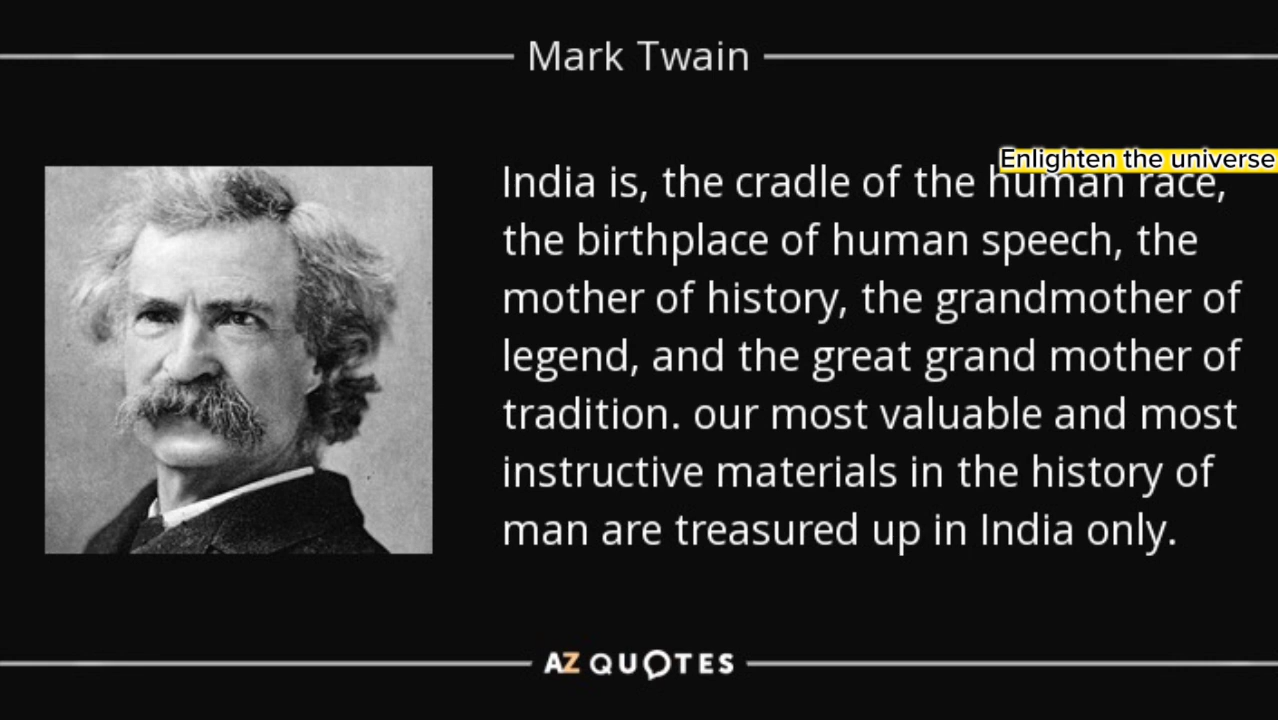 Mark Twain
Enlighten the universe
India is, the cradle of the human race,
the birthplace of human speech, the
mother of history, the grandmother of
legend, and the great grand mother of
tradition. our most valuable and most
instructive materials in the history of
man are treasured up in India only.
AZ QUOTES